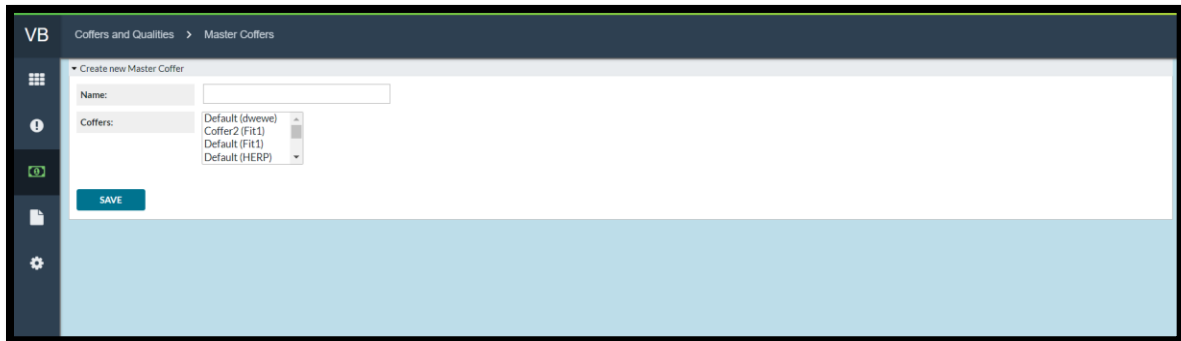 VB
Coffers and Qualities > Master Coffers
Create new Master Coffer
Name:
Coffers:
Default (dwewe)
Coffer2 (Fit1)
Default (Fit1)
Default (HERP)
SAVE